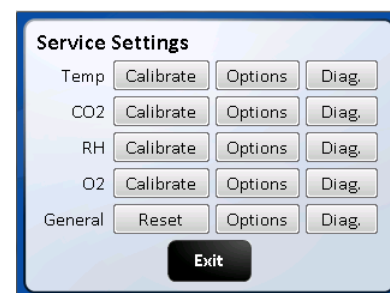 Service Settings
Temp Calibrate Options Diag.
CO2 Calibrate Options Diag.
RH Calibrate Options Diag.
O2 Calibrate Options Diag.
General Reset Options Diag.
Exit